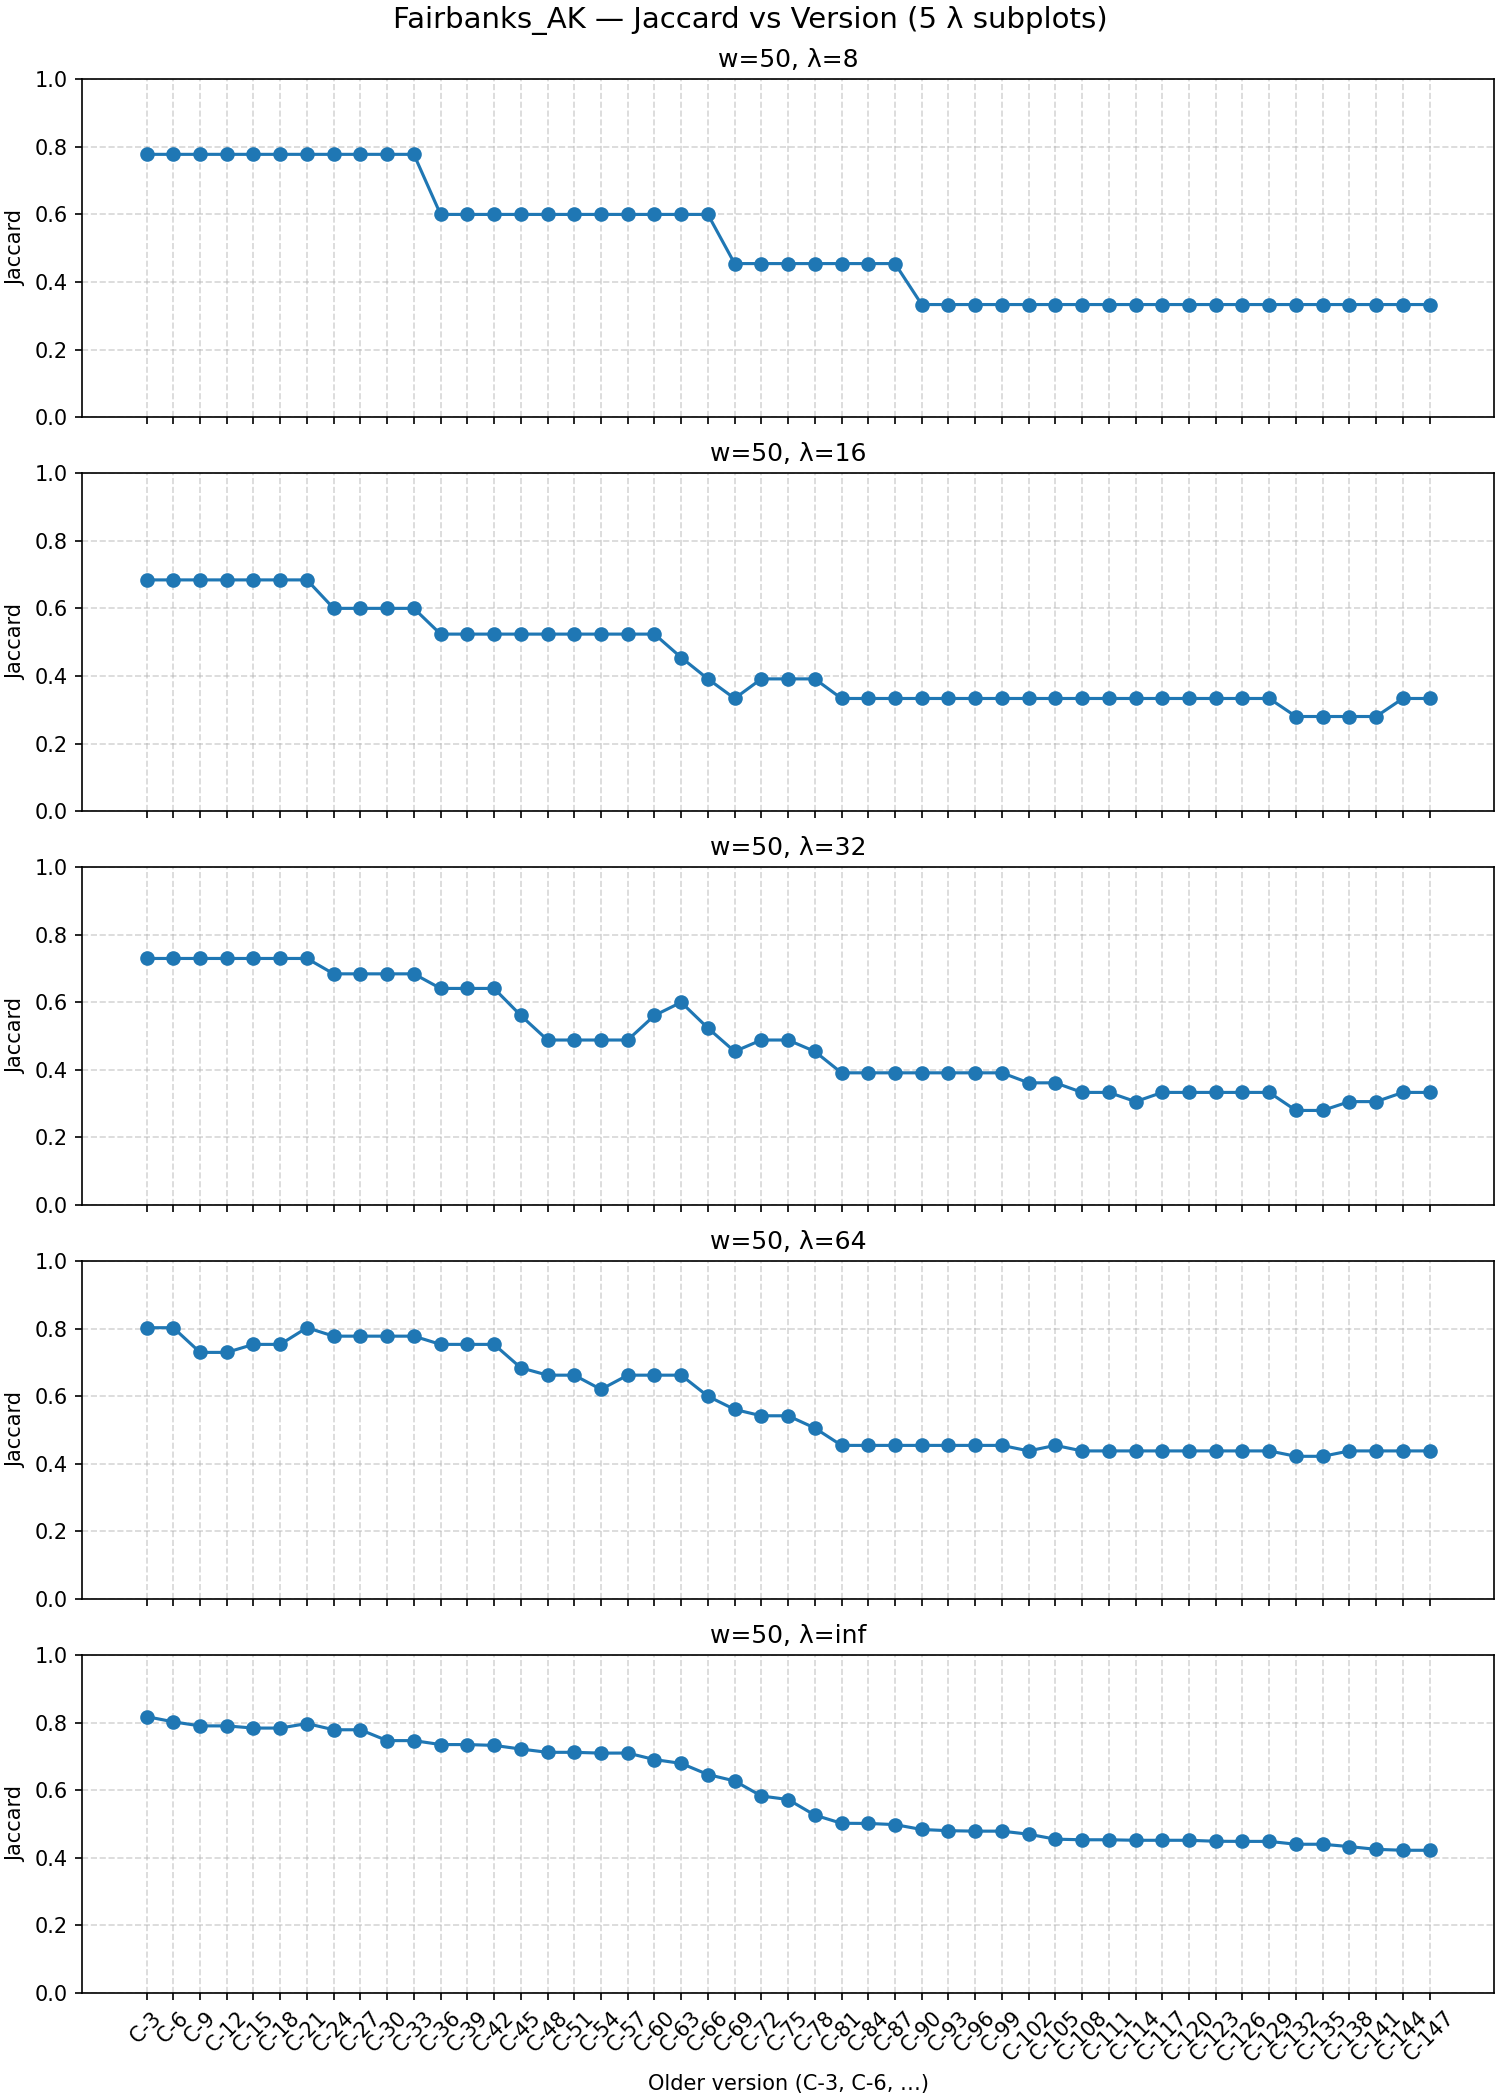 Fairbanks_AK — Jaccard vs Version (5 λ subplots)
w=50, λ=8
1.0
0.8
0.6
0.4
0.2
0.0
Jaccard
w=50, λ=16
1.0
0.8
0.6
0.4
0.2
0.0
Jaccard
w=50, λ=32
1.0
0.8
0.6
0.4
0.2
0.0
Jaccard
w=50, λ=64
1.0
0.8
0.6
0.4
0.2
0.0
Jaccard
w=50, λ=inf
1.0
0.8
0.6
0.4
0.2
0.0
Jaccard
C-3 C-6 C-9 C-12 C-15 C-18 C-21 C-24 C-27 C-30 C-33 C-36 C-39 C-42 C-45 C-48 C-51 C-54 C-57 C-60 C-63 C-66 C-69 C-72 C-75 C-78 C-81 C-84 C-87 C-90 C-93 C-96 C-99 C-102 C-105 C-108 C-111 C-114 C-117 C-120 C-123 C-126 C-129 C-132 C-135 C-138 C-141 C-144 C-147
Older version (C-3, C-6, ...)